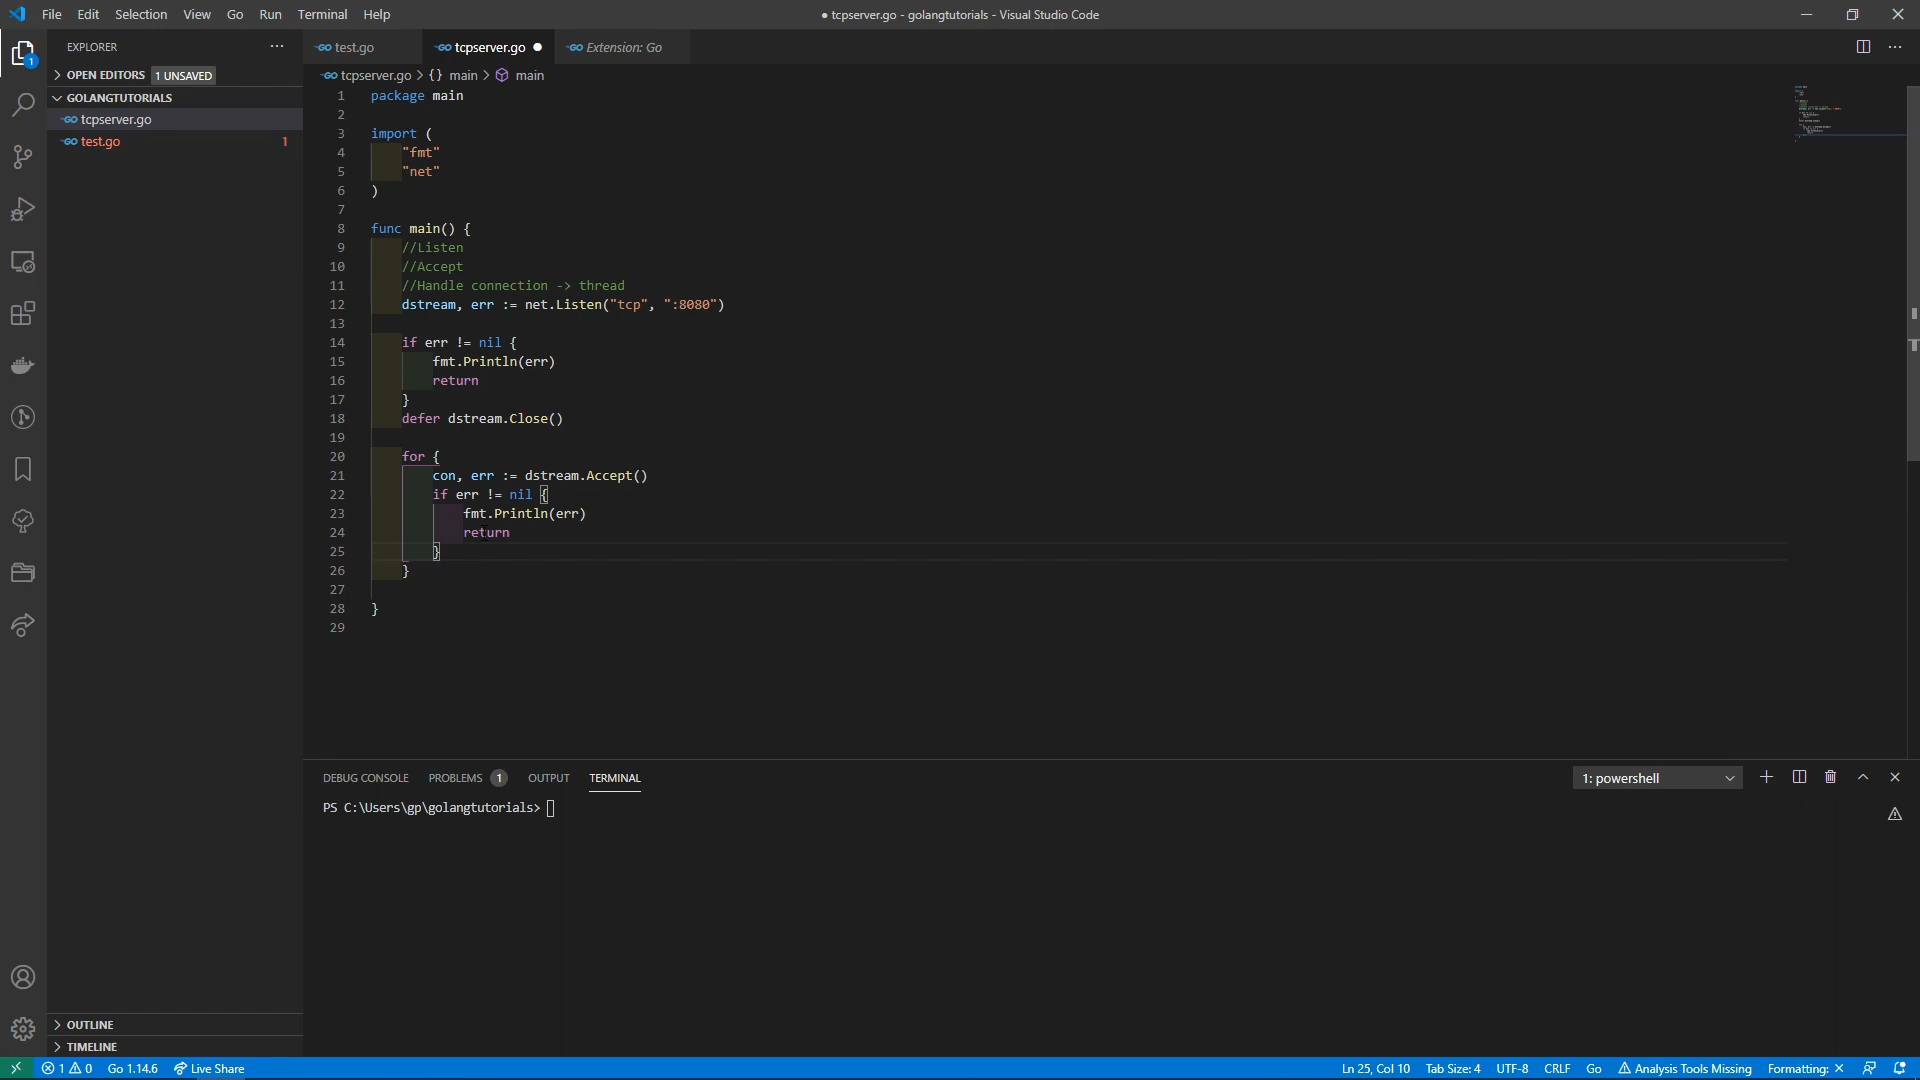 File Edit Selection View Go Run Terminal Help
● tcpserver.go - golangtutorials - Visual Studio Code
EXPLORER
1
OPEN EDITORS 1 UNSAVED
GOLANGTUTORIALS
tcpserver.go
test.go 1
OUTLINE
TIMELINE
test.go tcpserver.go Extension: Go
tcpserver.go > {} main > main
1 package main
2
3 import (
4 "fmt"
5 "net"
6 )
7
8 func main() {
9 //Listen
10 //Accept
11 //Handle connection -> thread
12 dstream, err := net.Listen("tcp", ":8080")
13
14 if err != nil {
15 fmt.Println(err)
16 return
17 }
18 defer dstream.Close()
19
20 for {
21 con, err := dstream.Accept()
22 if err != nil {
23 fmt.Println(err)
24 return
25 }
26 }
27
28 }
29
DEBUG CONSOLE PROBLEMS 1 OUTPUT TERMINAL
1: powershell
PS C:\Users\gp\golangtutorials>
1 0 Go 1.14.6 Live Share
Ln 25, Col 10 Tab Size: 4 UTF-8 CRLF Go Analysis Tools Missing Formatting: ×